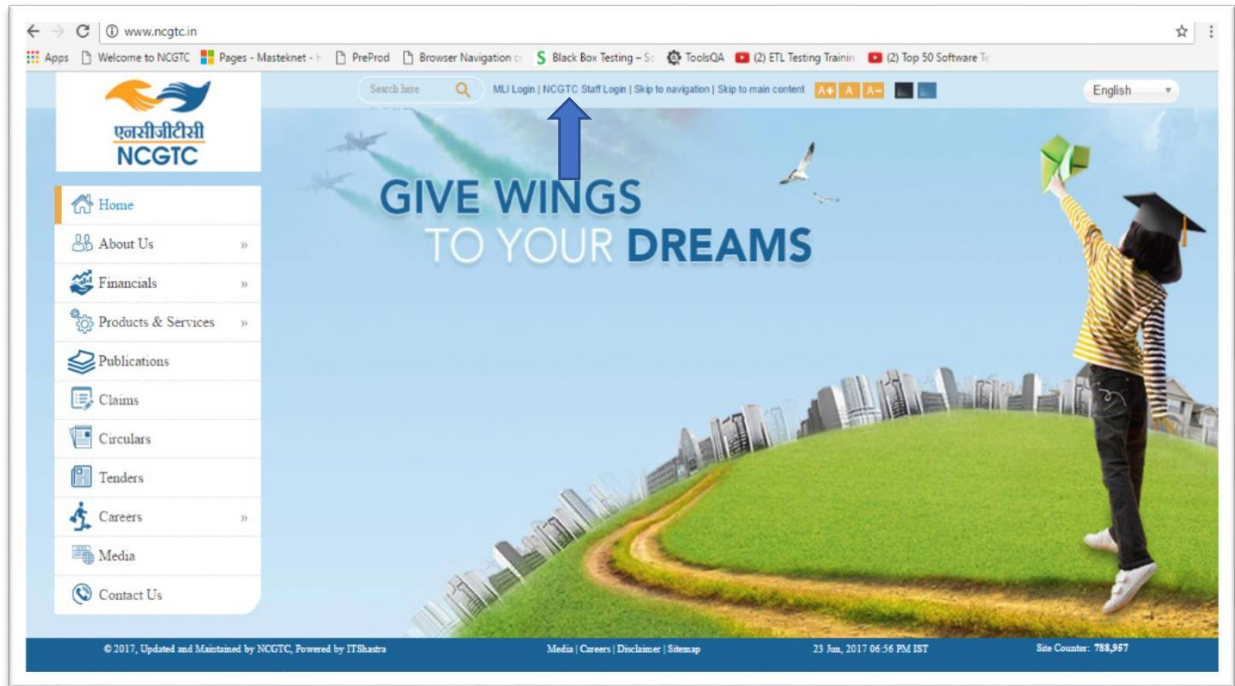 www.ncgtc.in
Apps Welcome to NCGTC Pages - Masteknet - H PreProd Browser Navigation Black Box Testing – ToolsQA (2) ETL Testing Trainin (2) Top 50 Software
Search here MLI Login | NCGTC Staff Login | Skip to navigation | Skip to main content A+ A A- English
एनसीजीटीसी
NCGTC
GIVE WINGS
TO YOUR DREAMS
Home
About Us »
Financials »
Products & Services »
Publications
Claims
Circulars
Tenders
Careers »
Media
Contact Us
© 2017, Updated and Maintained by NCGTC, Powered by ITShastra Media | Careers | Disclaimer | Sitemap 23 Jun, 2017 06:56 PM IST Site Counter: 788,957